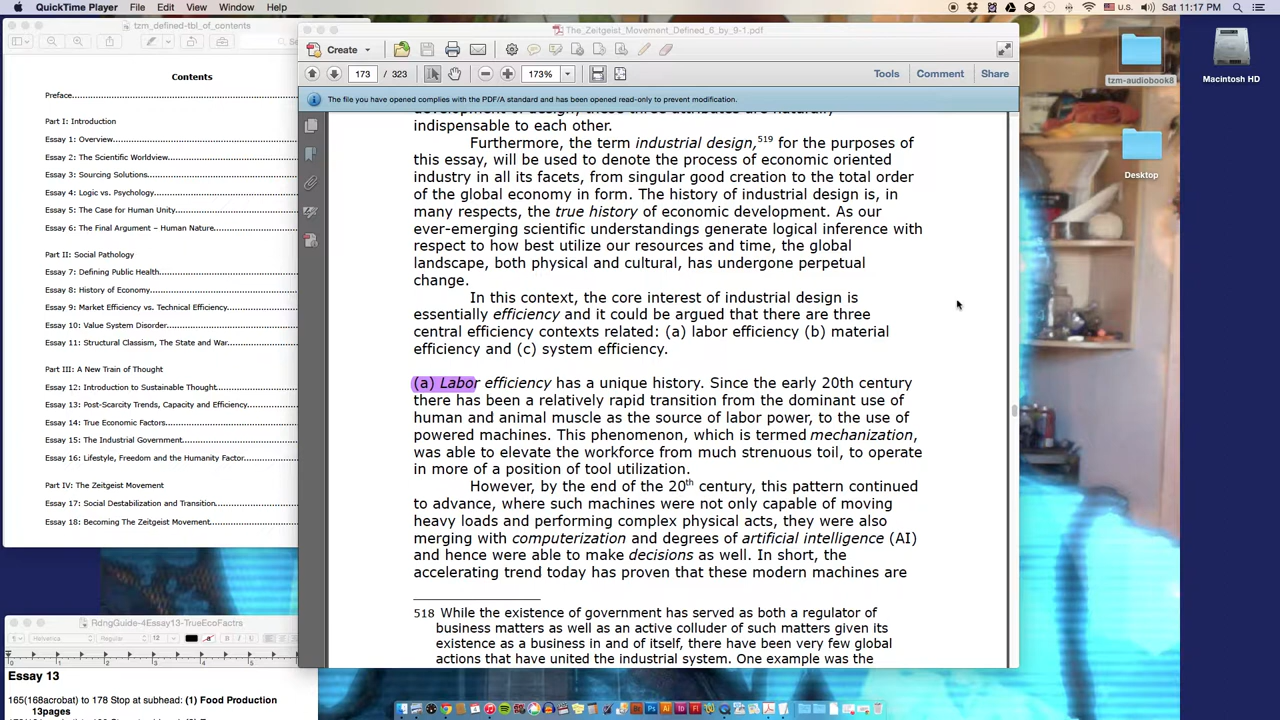 QuickTime Player File Edit View Window Help
U.S. Sat 11:17 PM
tzm_defined-tbl_of_contents
Contents
Preface
Part I: Introduction
Essay 1: Overview
Essay 2: The Scientific Worldview
Essay 3: Sourcing Solutions
Essay 4: Logic vs. Psychology
Essay 5: The Case for Human Unity
Essay 6: The Final Argument – Human Nature
Part II: Social Pathology
Essay 7: Defining Public Health
Essay 8: History of Economy
Essay 9: Market Efficiency vs. Technical Efficiency
Essay 10: Value System Disorder
Essay 11: Structural Classism, The State and War
Part III: A New Train of Thought
Essay 12: Introduction to Sustainable Thought
Essay 13: Post-Scarcity Trends, Capacity and Efficiency
Essay 14: True Economic Factors
Essay 15: The Industrial Government
Essay 16: Lifestyle, Freedom and the Humanity Factor
Part IV: The Zeitgeist Movement
Essay 17: Social Destabilization and Transition
Essay 18: Becoming The Zeitgeist Movement
RdngGuide-4Essay13-TrueEcoFactrs
Helvetica Regular 12
0 1 2 3 4 5
Essay 13
165(168acrobat) to 178 Stop at subhead: (1) Food Production
13pages
The_Zeitgeist_Movement_Defined_6_by_9-1.pdf
Create
173 / 323 173%
Tools Comment Share
The file you have opened complies with the PDF/A standard and has been opened read-only to prevent modification.
indispensable to each other.
Furthermore, the term industrial design,519 for the purposes of
this essay, will be used to denote the process of economic oriented
industry in all its facets, from singular good creation to the total order
of the global economy in form. The history of industrial design is, in
many respects, the true history of economic development. As our
ever-emerging scientific understandings generate logical inference with
respect to how best utilize our resources and time, the global
landscape, both physical and cultural, has undergone perpetual
change.
In this context, the core interest of industrial design is
essentially efficiency and it could be argued that there are three
central efficiency contexts related: (a) labor efficiency (b) material
efficiency and (c) system efficiency.
(a) Labor efficiency has a unique history. Since the early 20th century
there has been a relatively rapid transition from the dominant use of
human and animal muscle as the source of labor power, to the use of
powered machines. This phenomenon, which is termed mechanization,
was able to elevate the workforce from much strenuous toil, to operate
in more of a position of tool utilization.
However, by the end of the 20th century, this pattern continued
to advance, where such machines were not only capable of moving
heavy loads and performing complex physical acts, they were also
merging with computerization and degrees of artificial intelligence (AI)
and hence were able to make decisions as well. In short, the
accelerating trend today has proven that these modern machines are
518 While the existence of government has served as both a regulator of
business matters as well as an active colluder of such matters given its
existence as a business in and of itself, there have been very few global
actions that have united the industrial system. One example was the
tzm-audiobook8
Macintosh HD
Desktop